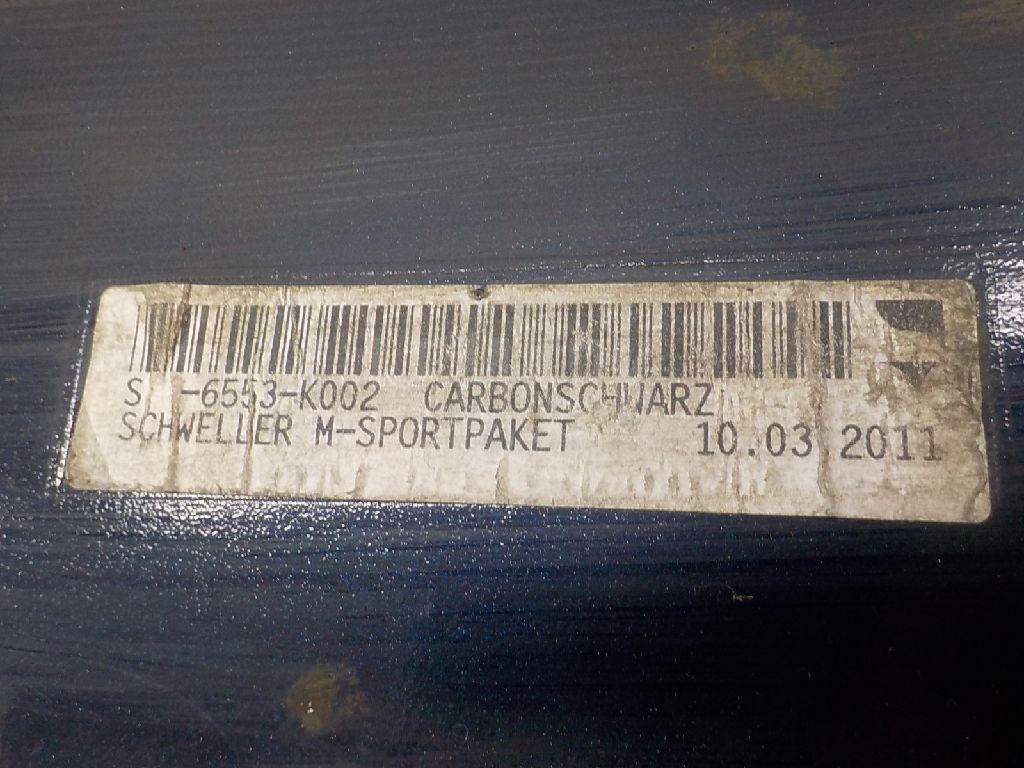 S -6553-K002 CARBONSCHWARZ
SCHWELLER M-SPORTPAKET 10.03.2011